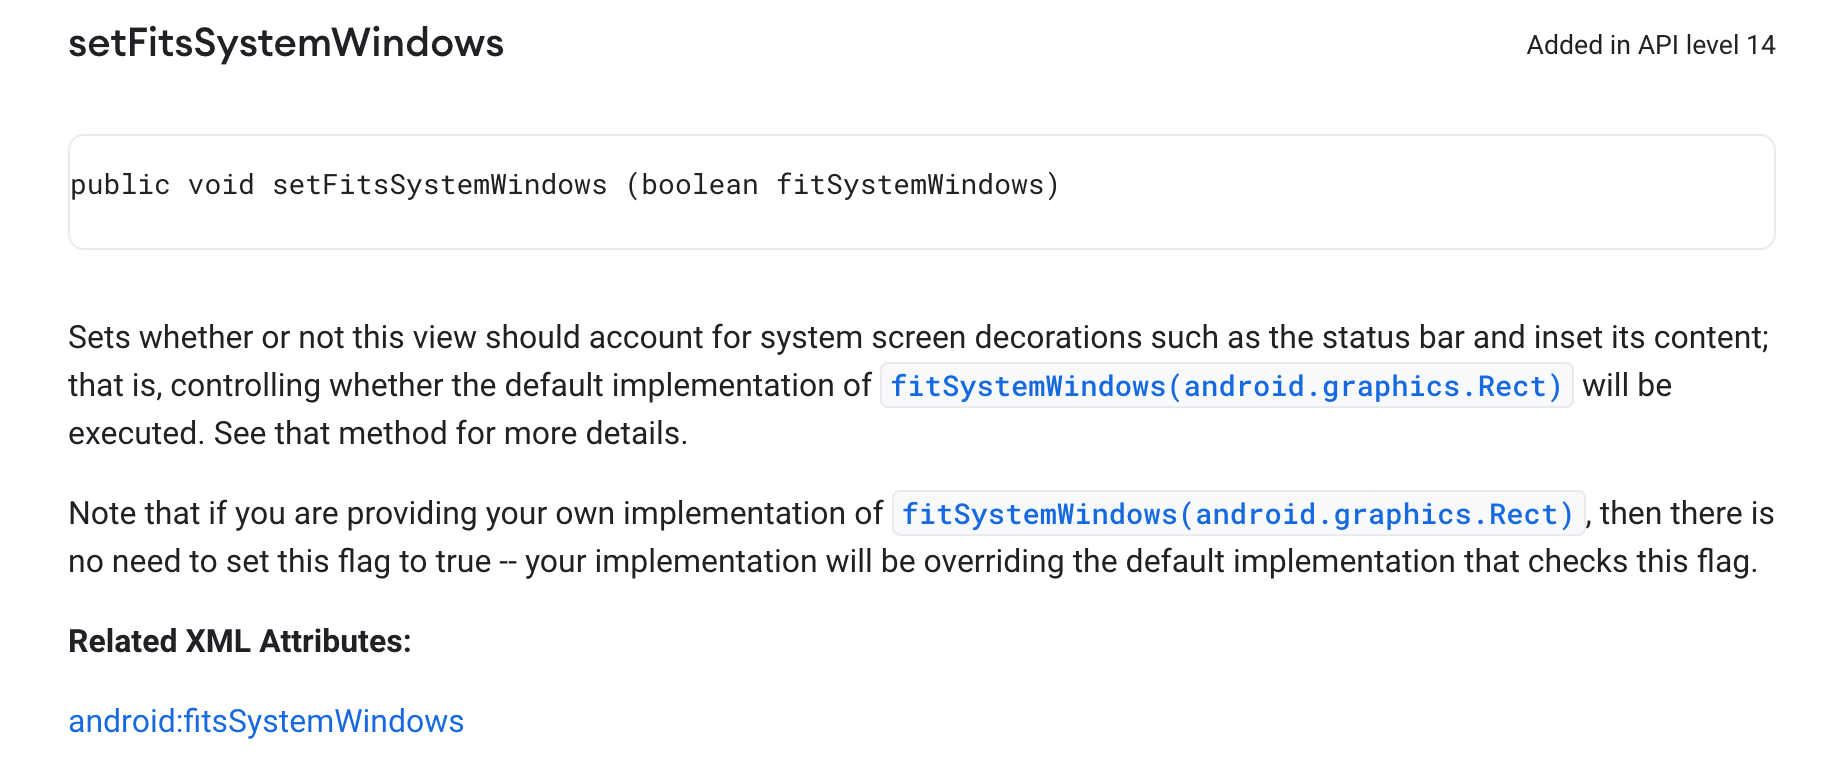 setFitsSystemWindows
Added in API level 14
public void setFitsSystemWindows (boolean fitSystemWindows)
Sets whether or not this view should account for system screen decorations such as the status bar and inset its content;
that is, controlling whether the default implementation of fitSystemWindows(android.graphics.Rect) will be
executed. See that method for more details.
Note that if you are providing your own implementation of fitSystemWindows(android.graphics.Rect), then there is
no need to set this flag to true -- your implementation will be overriding the default implementation that checks this flag.
Related XML Attributes:
android:fitsSystemWindows